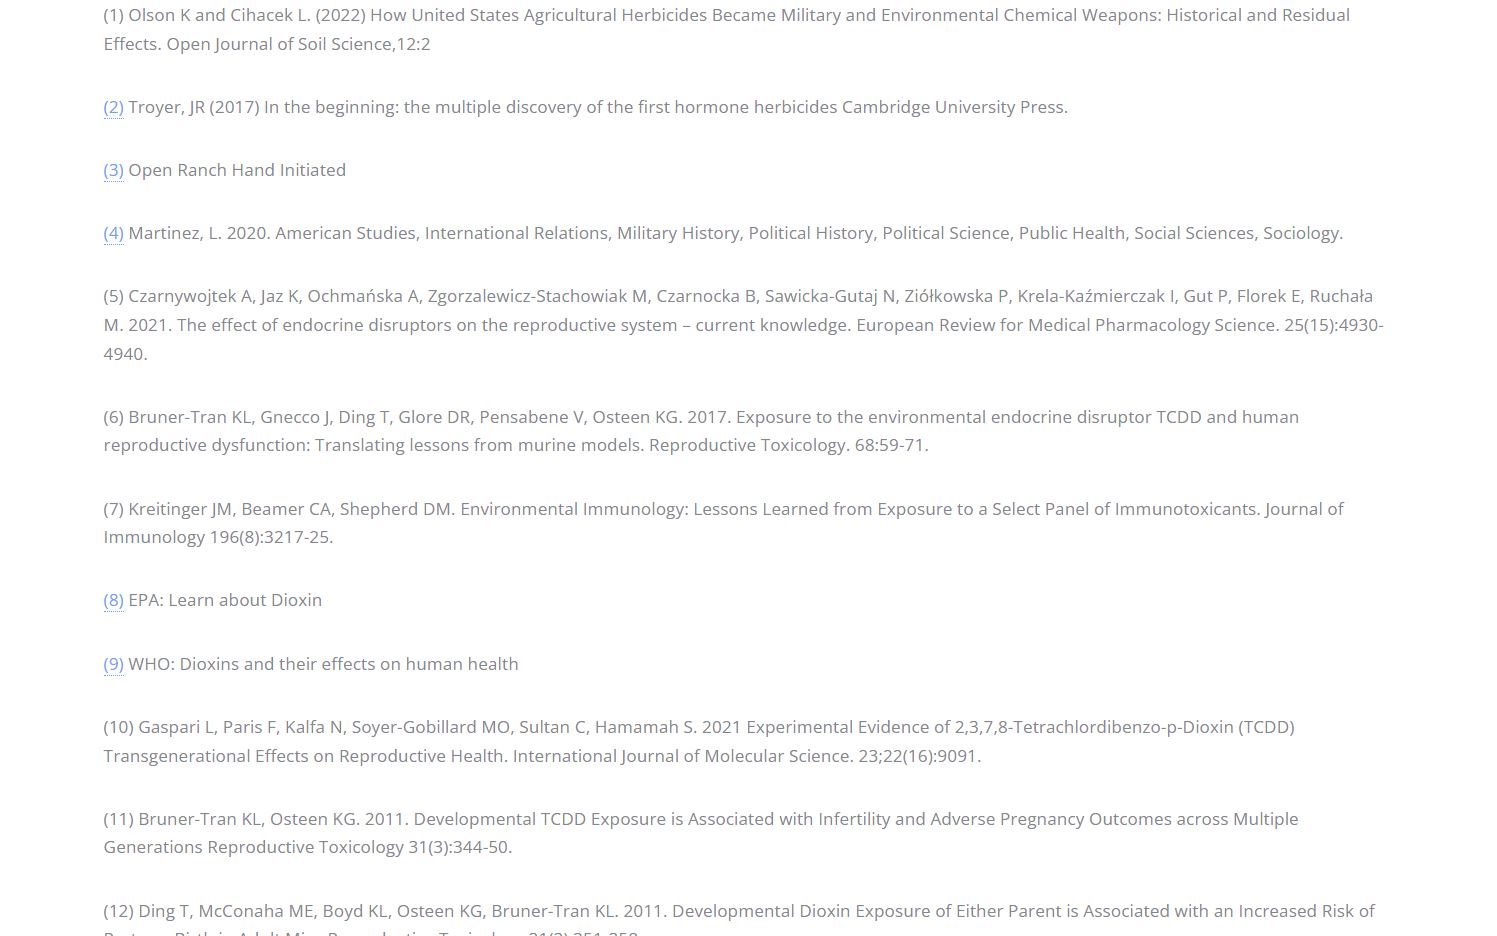 (1) Olson K and Cihacek L. (2022) How United States Agricultural Herbicides Became Military and Environmental Chemical Weapons: Historical and Residual
Effects. Open Journal of Soil Science,12:2
(2) Troyer, JR (2017) In the beginning: the multiple discovery of the first hormone herbicides Cambridge University Press.
(3) Open Ranch Hand Initiated
(4) Martinez, L. 2020. American Studies, International Relations, Military History, Political History, Political Science, Public Health, Social Sciences, Sociology.
(5) Czarnywojtek A, Jaz K, Ochmańska A, Zgorzalewicz-Stachowiak M, Czarnocka B, Sawicka-Gutaj N, Ziółkowska P, Krela-Kaźmierczak I, Gut P, Florek E, Ruchała
M. 2021. The effect of endocrine disruptors on the reproductive system – current knowledge. European Review for Medical Pharmacology Science. 25(15):4930-
4940.
(6) Bruner-Tran KL, Gnecco J, Ding T, Glore DR, Pensabene V, Osteen KG. 2017. Exposure to the environmental endocrine disruptor TCDD and human
reproductive dysfunction: Translating lessons from murine models. Reproductive Toxicology. 68:59-71.
(7) Kreitinger JM, Beamer CA, Shepherd DM. Environmental Immunology: Lessons Learned from Exposure to a Select Panel of Immunotoxicants. Journal of
Immunology 196(8):3217-25.
(8) EPA: Learn about Dioxin
(9) WHO: Dioxins and their effects on human health
(10) Gaspari L, Paris F, Kalfa N, Soyer-Gobillard MO, Sultan C, Hamamah S. 2021 Experimental Evidence of 2,3,7,8-Tetrachlordibenzo-p-Dioxin (TCDD)
Transgenerational Effects on Reproductive Health. International Journal of Molecular Science. 23;22(16):9091.
(11) Bruner-Tran KL, Osteen KG. 2011. Developmental TCDD Exposure is Associated with Infertility and Adverse Pregnancy Outcomes across Multiple
Generations Reproductive Toxicology 31(3):344-50.
(12) Ding T, McConaha ME, Boyd KL, Osteen KG, Bruner-Tran KL. 2011. Developmental Dioxin Exposure of Either Parent is Associated with an Increased Risk of